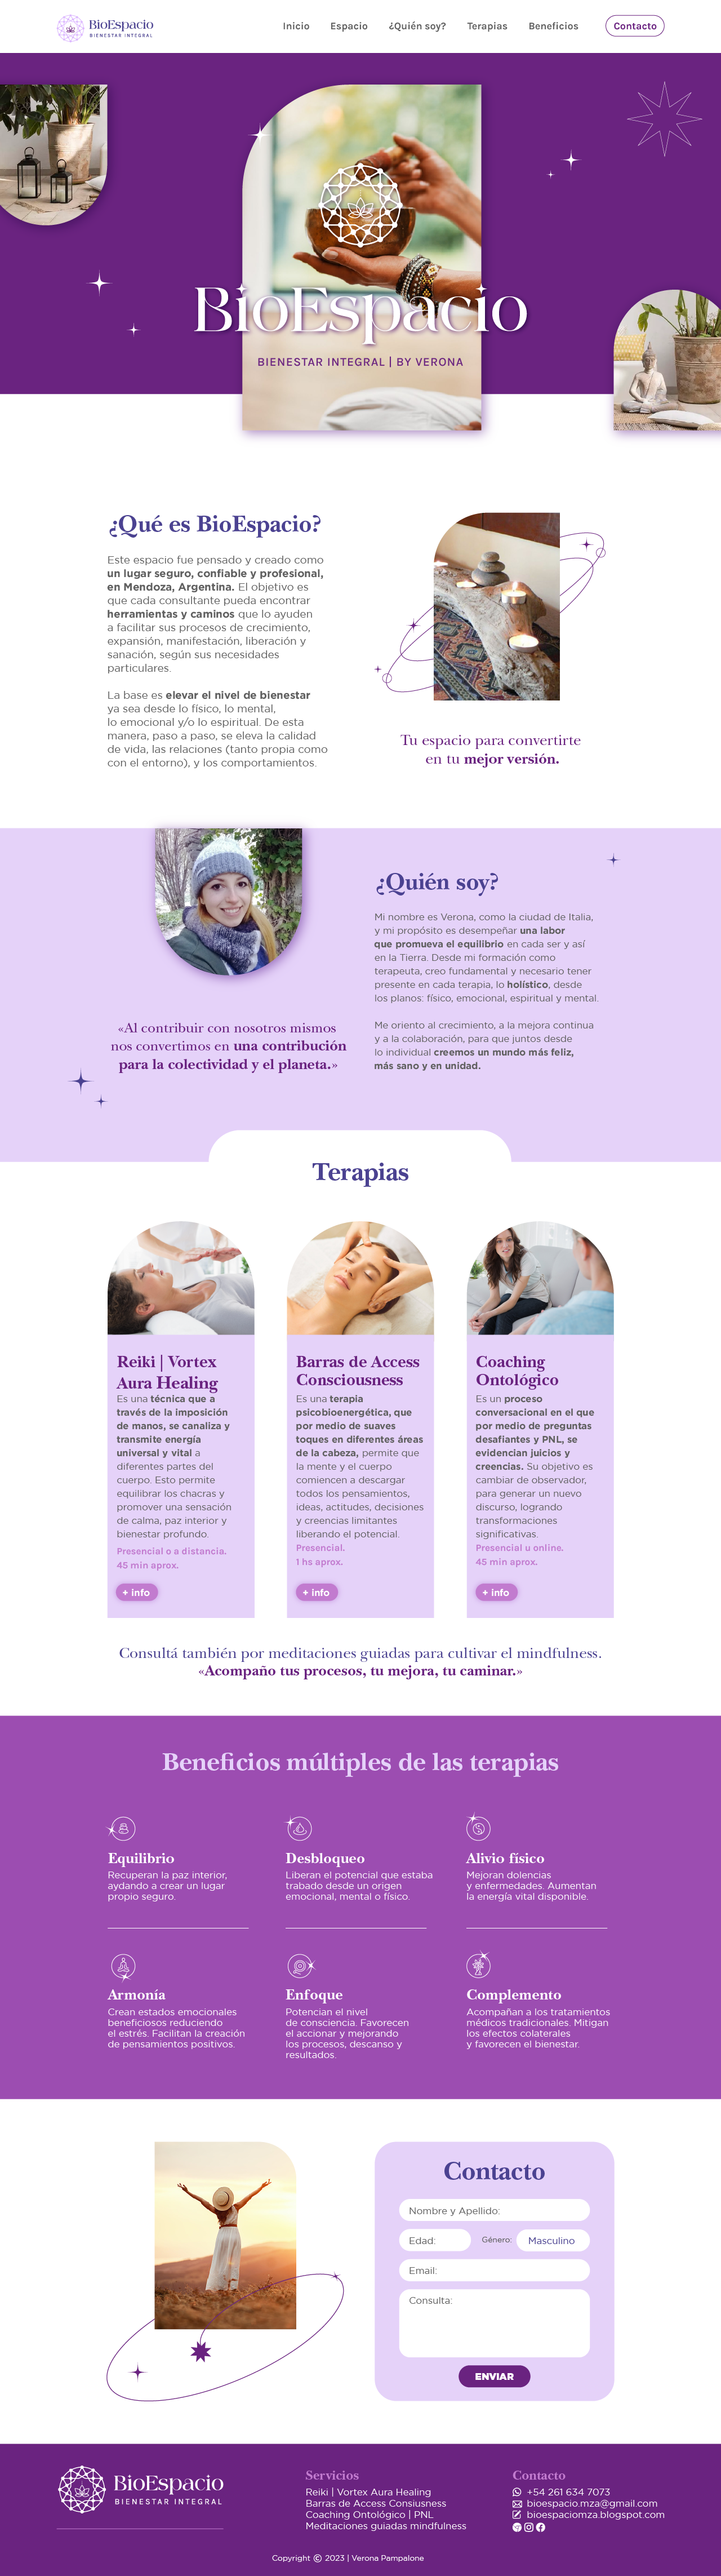 BioEspacio
BIENESTAR INTEGRAL
Inicio
Espacio
¿Quién soy?
Terapias
Beneficios
Contacto
BioEspacio
BIENESTAR INTEGRAL | BY VERONA
¿Qué es BioEspacio?
Este espacio fue pensado y creado como
un lugar seguro, confiable y profesional,
en Mendoza, Argentina. El objetivo es
que cada consultante pueda encontrar
herramientas y caminos que lo ayuden
a facilitar sus procesos de crecimiento,
expansión, manifestación, liberación y
sanación, según sus necesidades
particulares.
La base es elevar el nivel de bienestar
ya sea desde lo físico, lo mental,
lo emocional y/o lo espiritual. De esta
manera, paso a paso, se eleva la calidad
de vida, las relaciones (tanto propia como
con el entorno), y los comportamientos.
Tu espacio para convertirte
en tu mejor versión.
«Al contribuir con nosotros mismos
nos convertimos en una contribución
para la colectividad y el planeta.»
¿Quién soy?
Mi nombre es Verona, como la ciudad de Italia,
y mi propósito es desempeñar una labor
que promueva el equilibrio en cada ser y así
en la Tierra. Desde mi formación como
terapeuta, creo fundamental y necesario tener
presente en cada terapia, lo holístico, desde
los planos: físico, emocional, espiritual y mental.
Me oriento al crecimiento, a la mejora continua
y a la colaboración, para que juntos desde
lo individual creemos un mundo más feliz,
más sano y en unidad.
Terapias
Reiki | Vortex
Aura Healing
Es una técnica que a
través de la imposición
de manos, se canaliza y
transmite energía
universal y vital a
diferentes partes del
cuerpo. Esto permite
equilibrar los chacras y
promover una sensación
de calma, paz interior y
bienestar profundo.
Presencial o a distancia.
45 min aprox.
+ info
Barras de Access
Consciousness
Es una terapia
psicobioenergética, que
por medio de suaves
toques en diferentes áreas
de la cabeza, permite que
la mente y el cuerpo
comiencen a descargar
todos los pensamientos,
ideas, actitudes, decisiones
y creencias limitantes
liberando el potencial.
Presencial.
1 hs aprox.
+ info
Coaching
Ontológico
Es un proceso
conversacional en el que
por medio de preguntas
desafiantes y PNL, se
evidencian juicios y
creencias. Su objetivo es
cambiar de observador,
para generar un nuevo
discurso, logrando
transformaciones
significativas.
Presencial u online.
45 min aprox.
+ info
Consultá también por meditaciones guiadas para cultivar el mindfulness.
«Acompaño tus procesos, tu mejora, tu caminar.»
Beneficios múltiples de las terapias
Equilibrio
Recuperan la paz interior,
aydando a crear un lugar
propio seguro.
Desbloqueo
Liberan el potencial que estaba
trabado desde un origen
emocional, mental o físico.
Alivio físico
Mejoran dolencias
y enfermedades. Aumentan
la energía vital disponible.
Armonía
Crean estados emocionales
beneficiosos reduciendo
el estrés. Facilitan la creación
de pensamientos positivos.
Enfoque
Potencian el nivel
de consciencia. Favorecen
el accionar y mejorando
los procesos, descanso y
resultados.
Complemento
Acompañan a los tratamientos
médicos tradicionales. Mitigan
los efectos colaterales
y favorecen el bienestar.
Contacto
Nombre y Apellido:
Edad:
Género:
Masculino
Email:
Consulta:
ENVIAR
BioEspacio
BIENESTAR INTEGRAL
Servicios
Reiki | Vortex Aura Healing
Barras de Access Consiusness
Coaching Ontológico | PNL
Meditaciones guiadas mindfulness
Contacto
+54 261 634 7073
bioespacio.mza@gmail.com
bioespaciomza.blogspot.com
Copyright © 2023 | Verona Pampalone